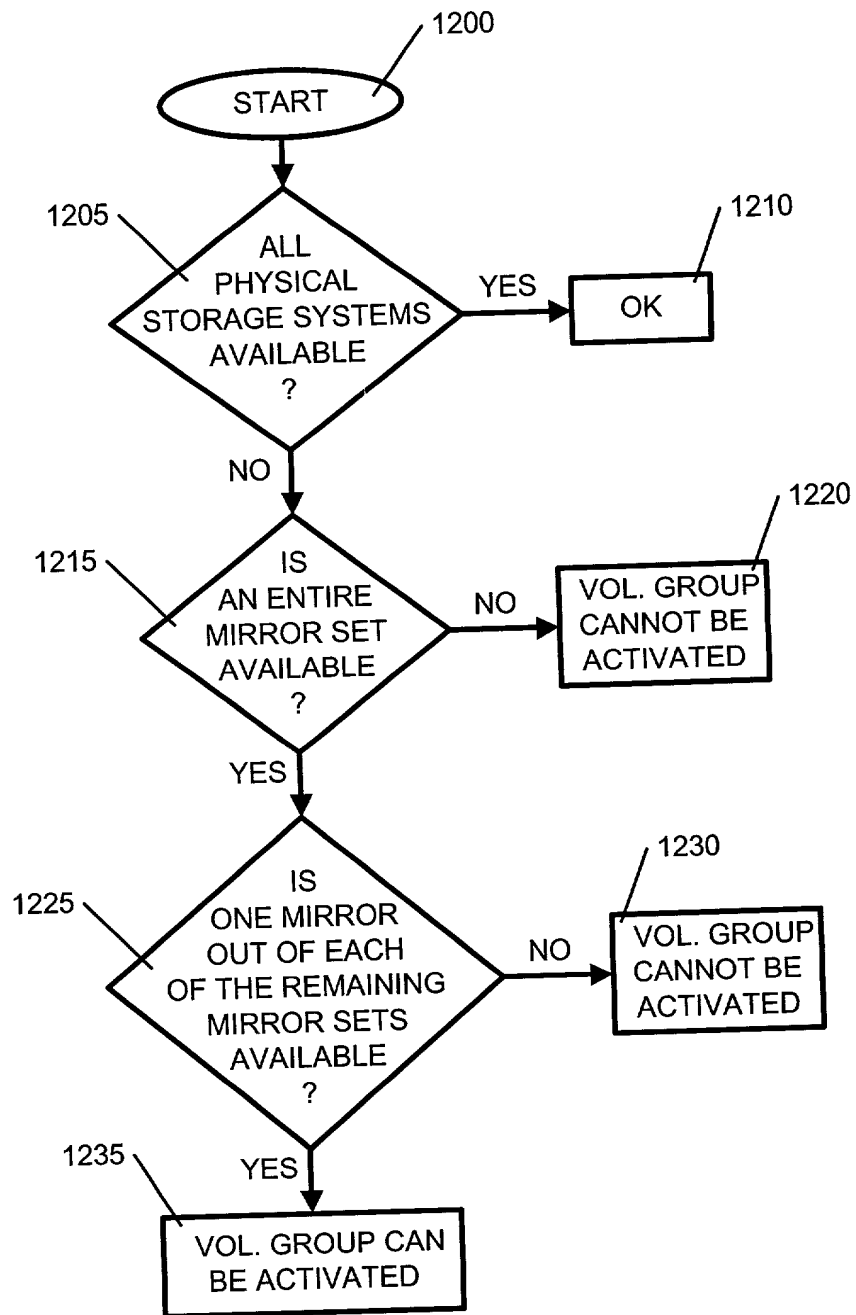 1200
START
1205
ALL
PHYSICAL
STORAGE SYSTEMS
AVAILABLE
?
YES
1210
OK
NO
1215
IS
AN ENTIRE
MIRROR SET
AVAILABLE
?
NO
1220
VOL. GROUP
CANNOT BE
ACTIVATED
YES
1225
IS
ONE MIRROR
OUT OF EACH
OF THE REMAINING
MIRROR SETS
AVAILABLE
?
NO
1230
VOL. GROUP
CANNOT BE
ACTIVATED
YES
1235
VOL. GROUP CAN
BE ACTIVATED